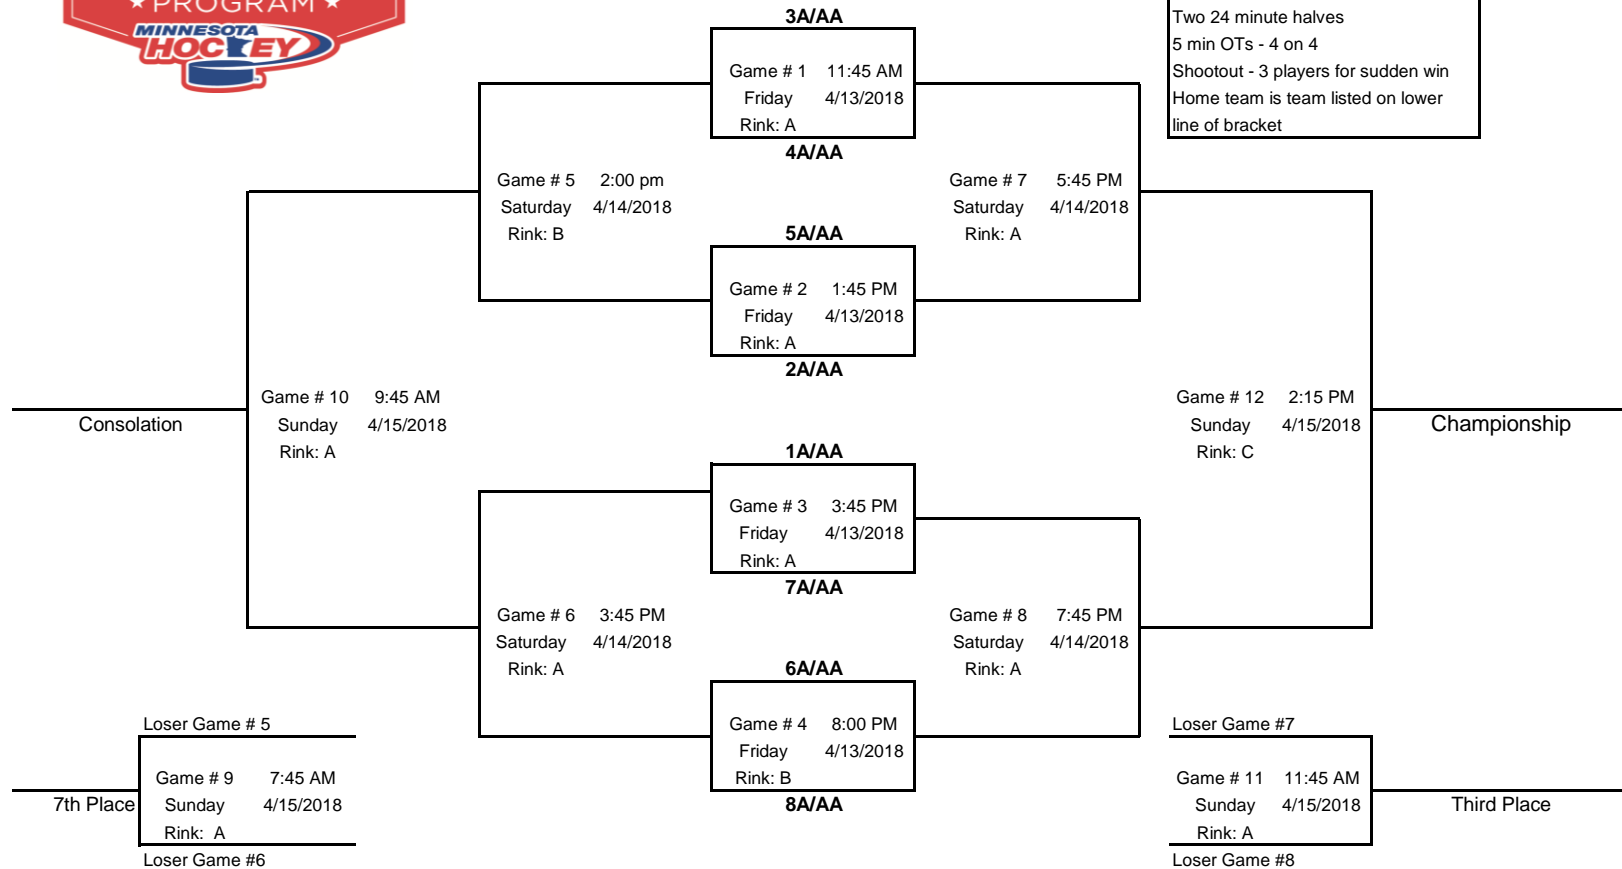 ★ PROGRAM ★
MINNESOTA
HOCKEY
Two 24 minute halves
5 min OTs - 4 on 4
Shootout - 3 players for sudden win
Home team is team listed on lower
line of bracket
3A/AA
Game # 1 11:45 AM
Friday 4/13/2018
Rink: A
4A/AA
Game # 5 2:00 pm
Saturday 4/14/2018
Rink: B
Game # 7 5:45 PM
Saturday 4/14/2018
Rink: A
5A/AA
Game # 2 1:45 PM
Friday 4/13/2018
Rink: A
2A/AA
Game # 10 9:45 AM
Sunday 4/15/2018
Rink: A
Consolation
Game # 12 2:15 PM
Sunday 4/15/2018
Rink: C
Championship
1A/AA
Game # 3 3:45 PM
Friday 4/13/2018
Rink: A
7A/AA
Game # 6 3:45 PM
Saturday 4/14/2018
Rink: A
Game # 8 7:45 PM
Saturday 4/14/2018
Rink: A
6A/AA
Game # 4 8:00 PM
Friday 4/13/2018
Rink: B
8A/AA
Loser Game # 5
Game # 9 7:45 AM
Sunday 4/15/2018
Rink: A
7th Place
Loser Game #6
Loser Game #7
Game # 11 11:45 AM
Sunday 4/15/2018
Rink: A
Third Place
Loser Game #8